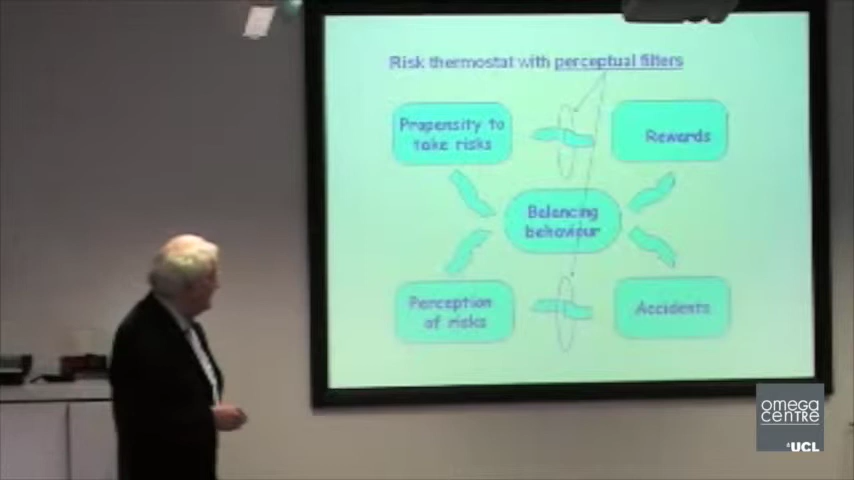 Risk thermostat with perceptual filters
Propensity to
take risks
Rewards
Balancing
behaviour
Perception
of risks
Accidents
omega
centre
UCL